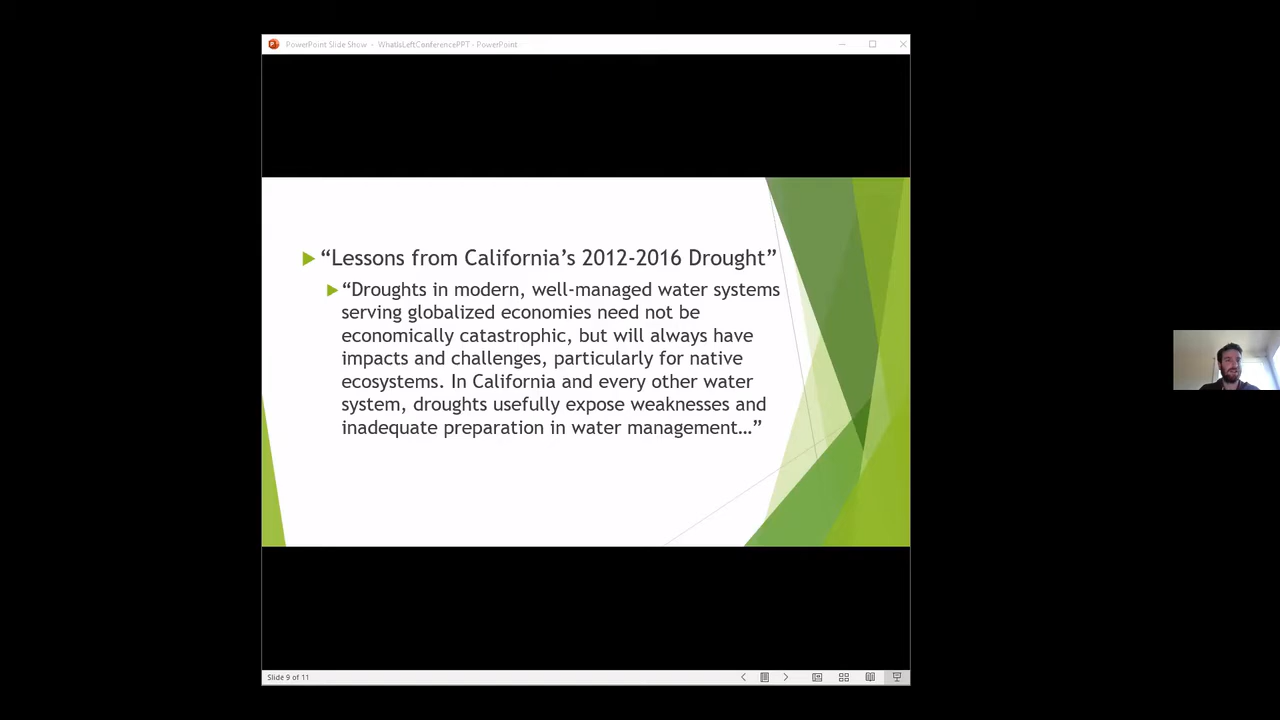 PowerPoint Slide Show - WhatIsLeftConferencePPT - PowerPoint
“Lessons from California’s 2012-2016 Drought”
“Droughts in modern, well-managed water systems
serving globalized economies need not be
economically catastrophic, but will always have
impacts and challenges, particularly for native
ecosystems. In California and every other water
system, droughts usefully expose weaknesses and
inadequate preparation in water management…”
Slide 9 of 11